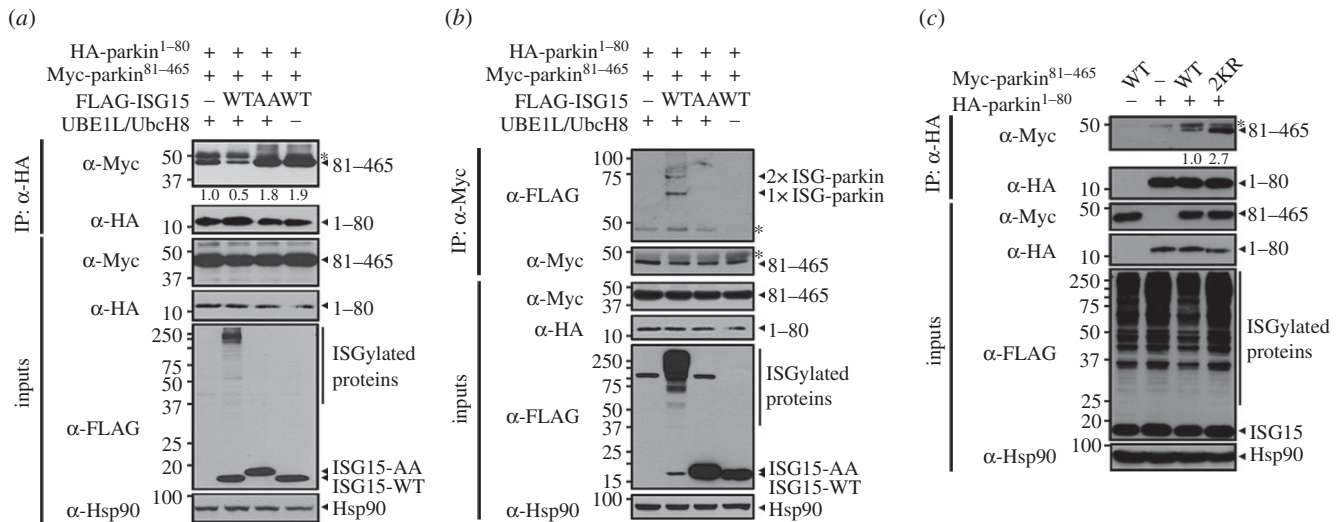 (a)
HA-parkin1–80 + + + +
Myc-parkin81–465 + + + +
FLAG-ISG15 – WT AA WT
UBE1L/UbcH8 + + + –
IP: α-HA
α-Myc 50 37 * 81–465
1.0 0.5 1.8 1.9
α-HA 10 1–80
inputs
α-Myc 50 37 81–465
α-HA 10 1–80
α-FLAG
250
75
50
37
25
20
15
ISGylated
proteins
ISG15-AA
ISG15-WT
α-Hsp90 100 Hsp90
(b)
HA-parkin1–80 + + + +
Myc-parkin81–465 + + + +
FLAG-ISG15 – WT AA WT
UBE1L/UbcH8 + + + –
IP: α-Myc
α-FLAG
100
75
50
2× ISG-parkin
1× ISG-parkin
*
α-Myc 50 37 * 81–465
inputs
α-Myc 50 37 81–465
α-HA 10 1–80
α-FLAG
250
75
50
37
25
20
15
ISGylated
proteins
ISG15-AA
ISG15-WT
α-Hsp90 100 Hsp90
(c)
Myc-parkin81–465 WT – WT 2KR
HA-parkin1–80 – + + +
IP: α-HA
α-Myc 50 * 81–465
1.0 2.7
α-HA 10 1–80
inputs
α-Myc 50 81–465
α-HA 10 1–80
α-FLAG
250
75
50
37
25
20
15
ISGylated
proteins
ISG15
α-Hsp90 100 Hsp90